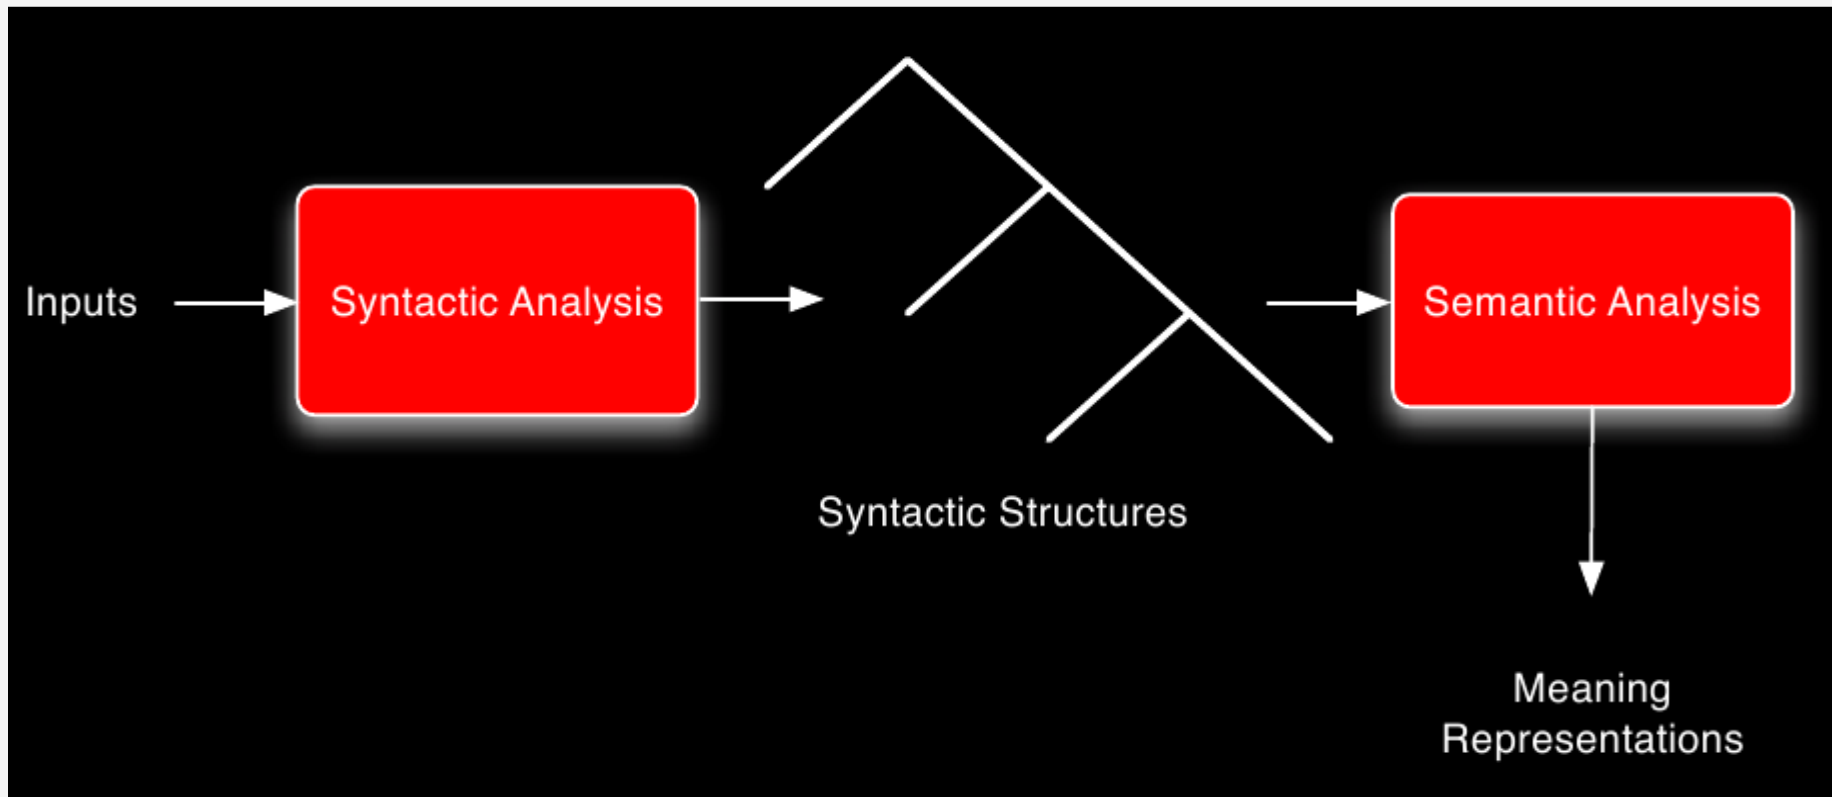 Inputs
Syntactic Analysis
Semantic Analysis
Syntactic Structures
Meaning
Representations